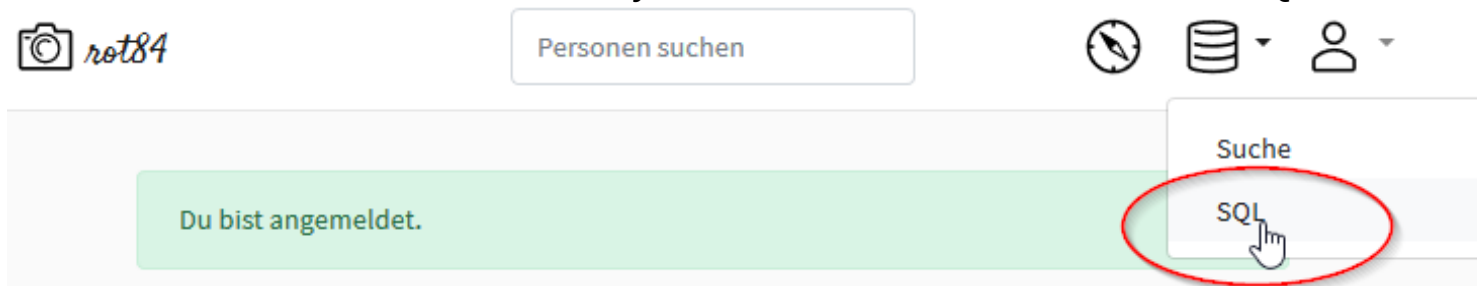 rot84
Personen suchen
Suche
SQL
Du bist angemeldet.